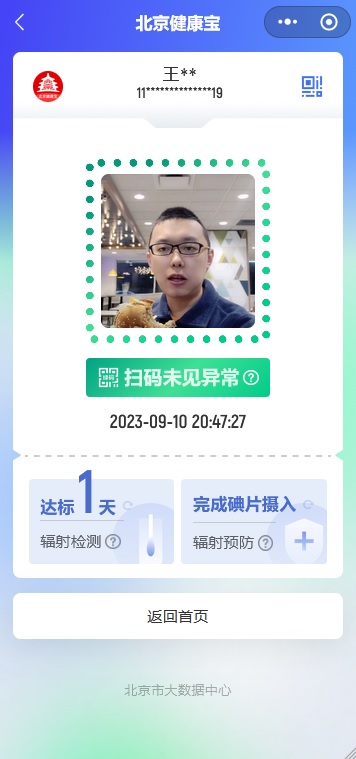 北京健康宝
王**
11**************19
扫码未见异常
2023-09-10 20:47:27
达标1天
完成碘片摄入
辐射检测
辐射预防
返回首页
北京市大数据中心